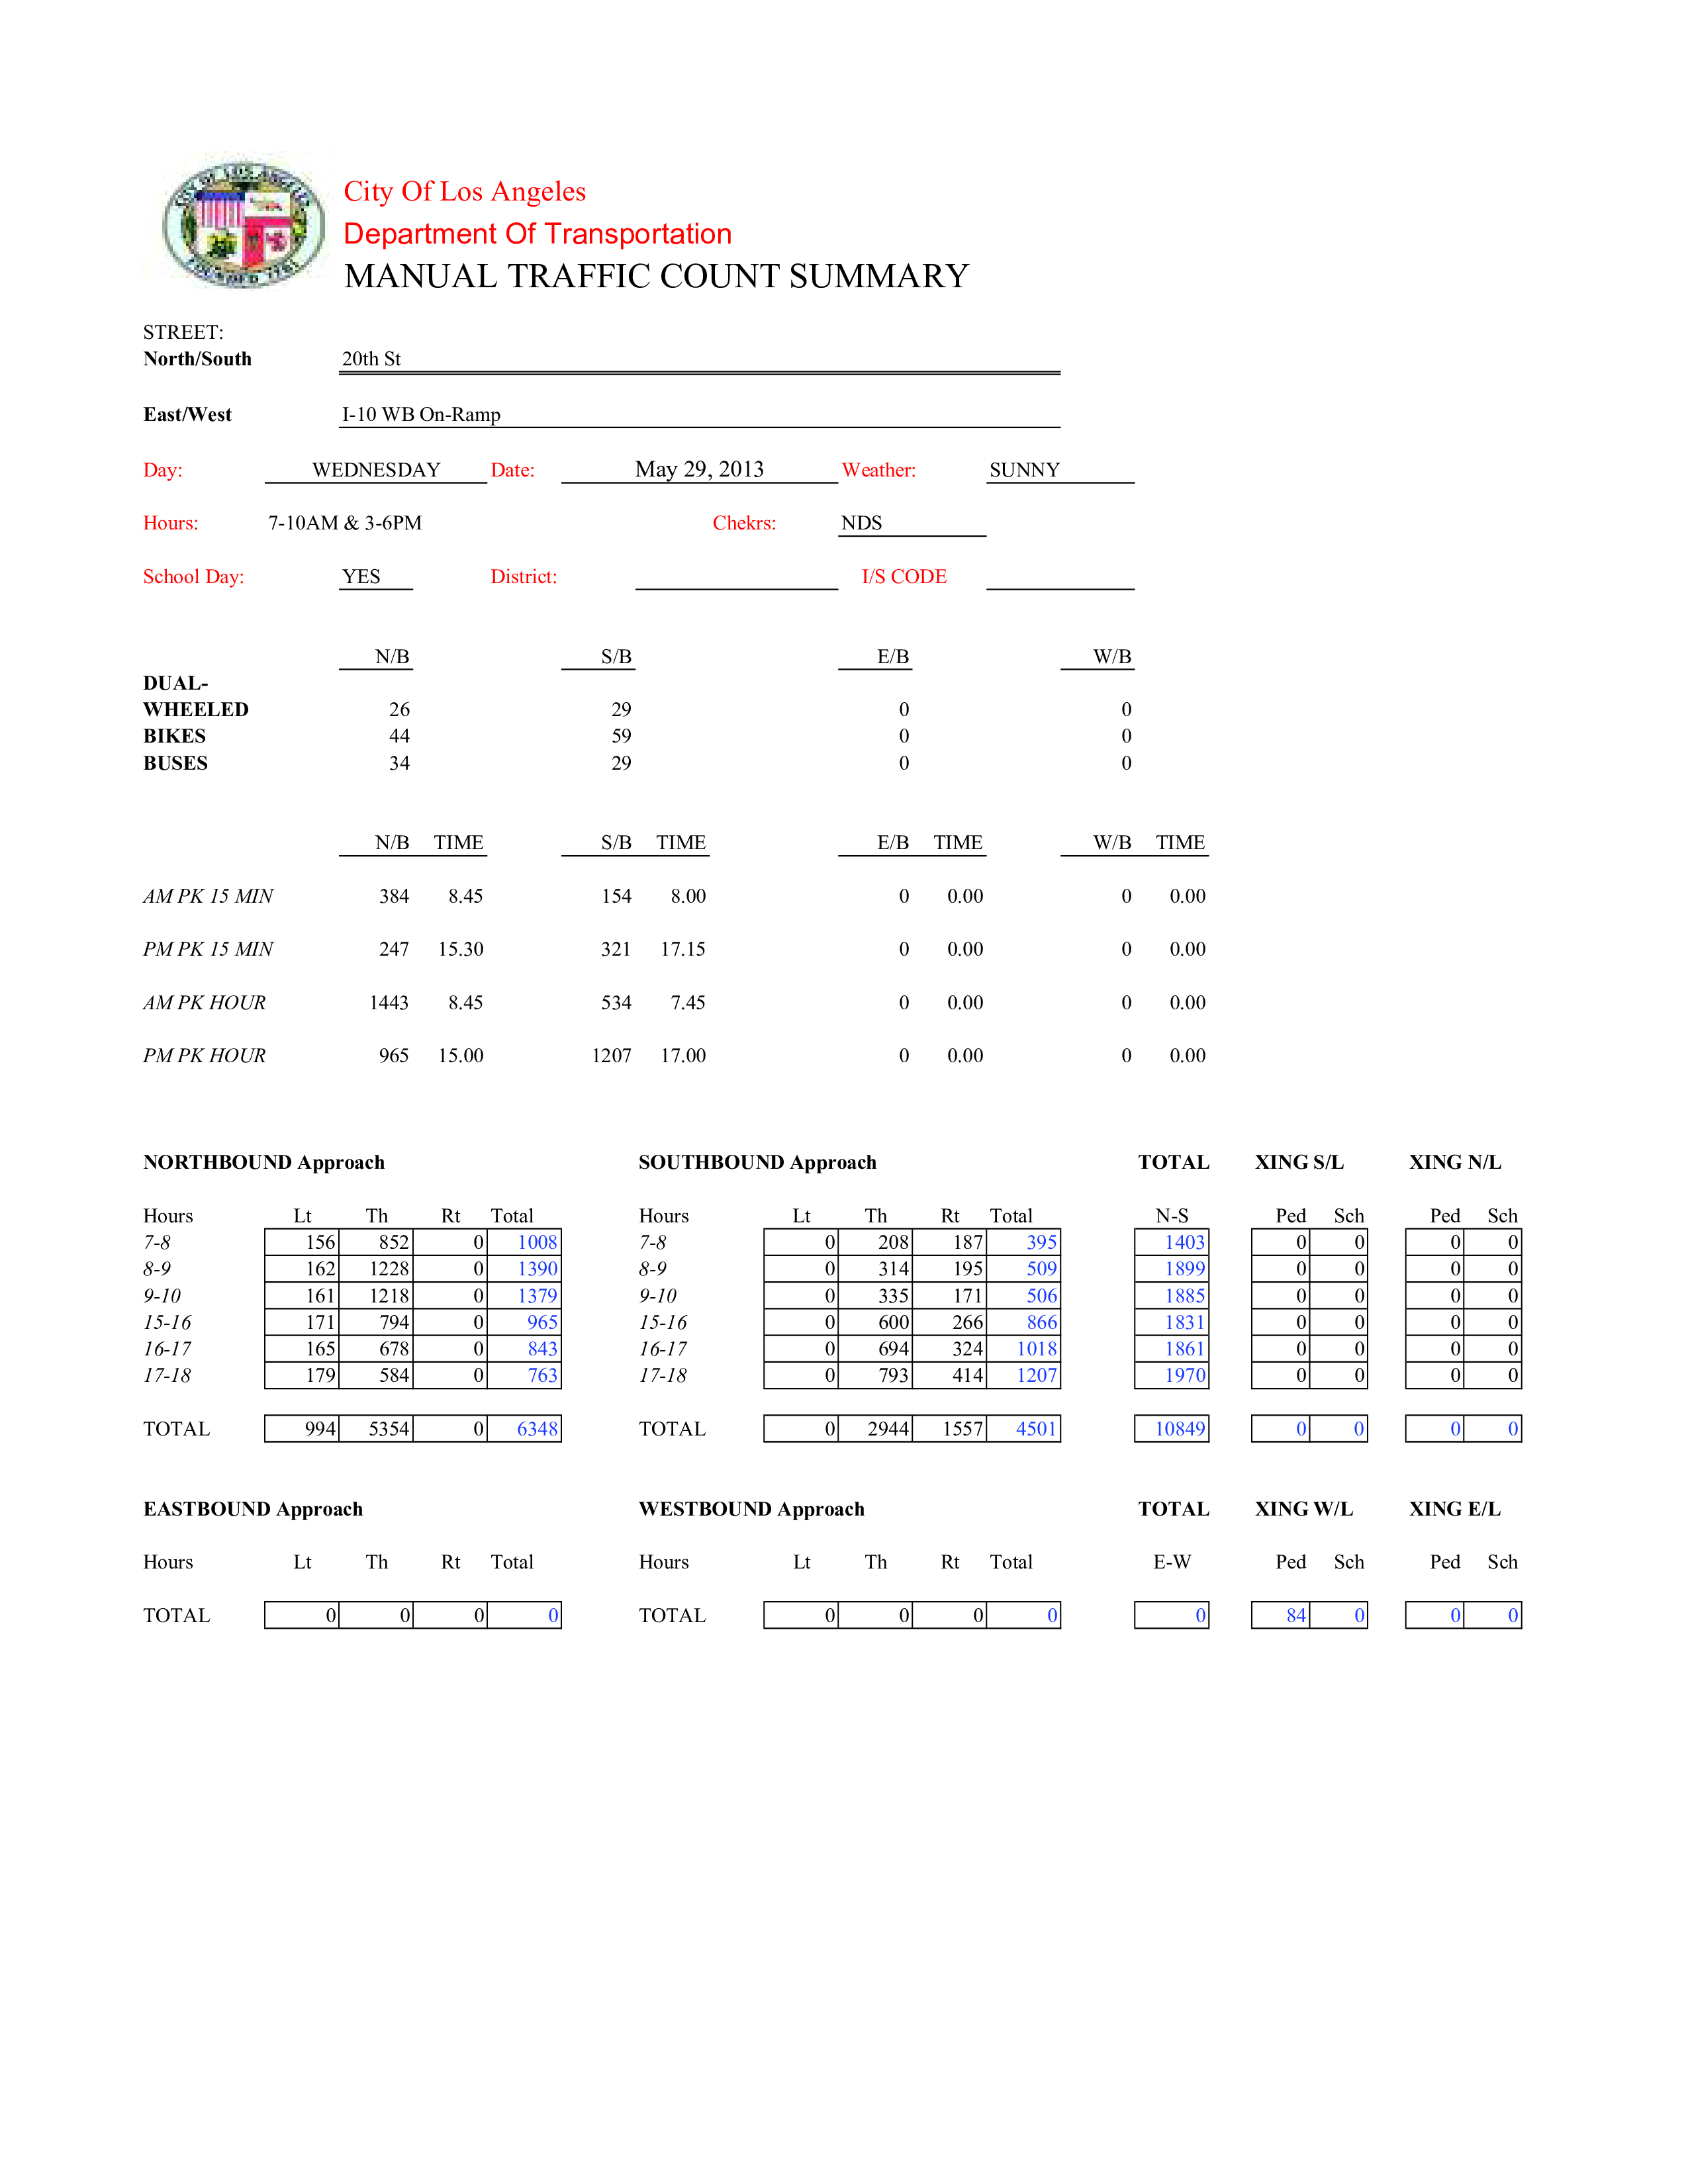 CITY OF LOS ANGELES
FOUNDED 1781
City Of Los Angeles
Department Of Transportation
MANUAL TRAFFIC COUNT SUMMARY
STREET:
North/South 20th St
East/West I-10 WB On-Ramp
Day: WEDNESDAY Date: May 29, 2013 Weather: SUNNY
Hours: 7-10AM & 3-6PM Chekrs: NDS
School Day: YES District: I/S CODE
N/B S/B E/B W/B
DUAL-
WHEELED 26 29 0 0
BIKES 44 59 0 0
BUSES 34 29 0 0
N/B TIME S/B TIME E/B TIME W/B TIME
AM PK 15 MIN 384 8.45 154 8.00 0 0.00 0 0.00
PM PK 15 MIN 247 15.30 321 17.15 0 0.00 0 0.00
AM PK HOUR 1443 8.45 534 7.45 0 0.00 0 0.00
PM PK HOUR 965 15.00 1207 17.00 0 0.00 0 0.00
NORTHBOUND Approach SOUTHBOUND Approach TOTAL XING S/L XING N/L
Hours Lt Th Rt Total Hours Lt Th Rt Total N-S Ped Sch Ped Sch
7-8 156 852 0 1008 7-8 0 208 187 395 1403 0 0 0 0
8-9 162 1228 0 1390 8-9 0 314 195 509 1899 0 0 0 0
9-10 161 1218 0 1379 9-10 0 335 171 506 1885 0 0 0 0
15-16 171 794 0 965 15-16 0 600 266 866 1831 0 0 0 0
16-17 165 678 0 843 16-17 0 694 324 1018 1861 0 0 0 0
17-18 179 584 0 763 17-18 0 793 414 1207 1970 0 0 0 0
TOTAL 994 5354 0 6348 TOTAL 0 2944 1557 4501 10849 0 0 0 0
EASTBOUND Approach WESTBOUND Approach TOTAL XING W/L XING E/L
Hours Lt Th Rt Total Hours Lt Th Rt Total E-W Ped Sch Ped Sch
TOTAL 0 0 0 0 TOTAL 0 0 0 0 0 84 0 0 0